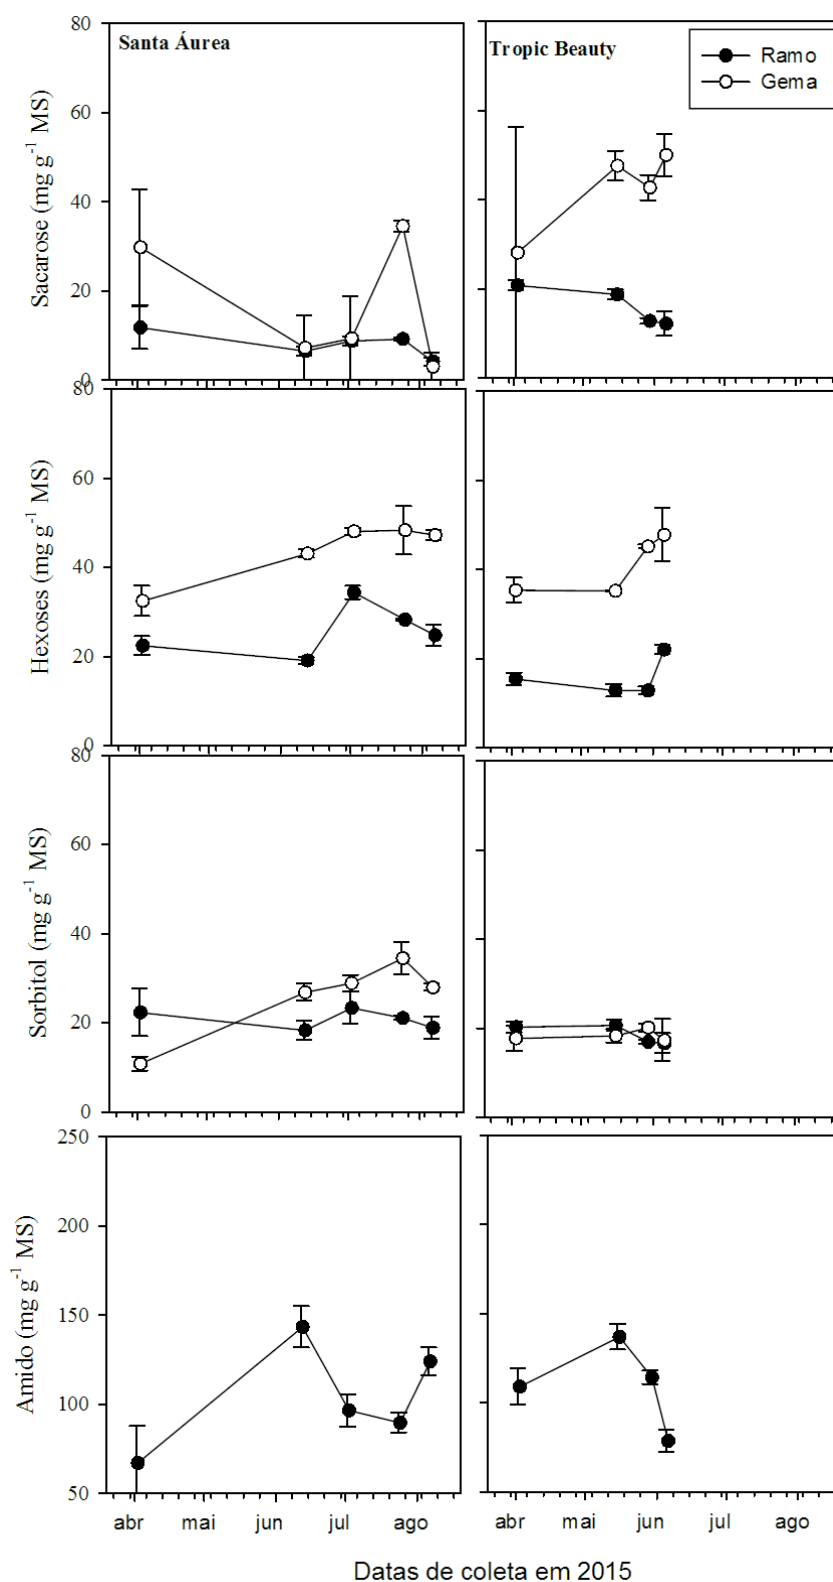 Santa Áurea
Tropic Beauty
Ramo
Gema
Sacarose (mg g⁻¹ MS)
80
60
40
20
0
Hexoses (mg g⁻¹ MS)
80
60
40
20
0
Sorbitol (mg g⁻¹ MS)
80
60
40
20
0
Amido (mg g⁻¹ MS)
250
200
150
100
50
abr mai jun jul ago
abr mai jun jul ago
Datas de coleta em 2015